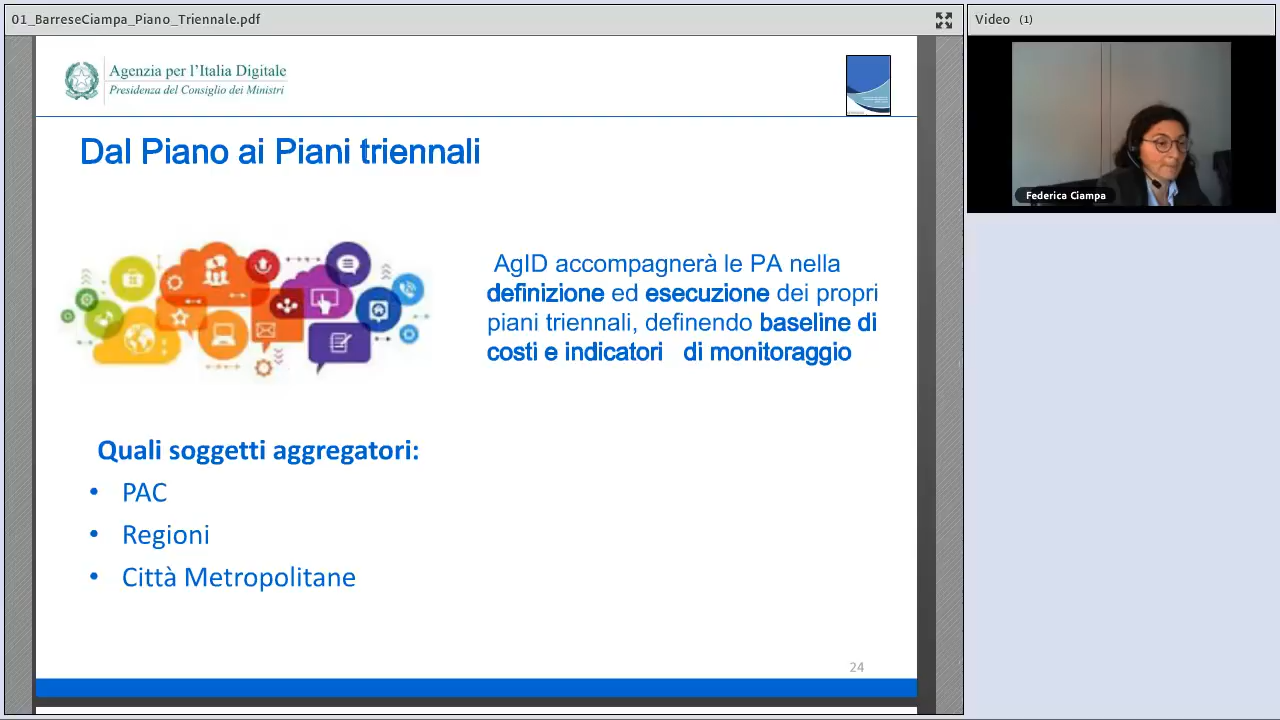 01_BarreseCiampa_Piano_Triennale.pdf
Video (1)
Agenzia per l'Italia Digitale
Presidenza del Consiglio dei Ministri
Federica Ciampa
Dal Piano ai Piani triennali
AgID accompagnerà le PA nella
definizione ed esecuzione dei propri
piani triennali, definendo baseline di
costi e indicatori di monitoraggio
Quali soggetti aggregatori:
• PAC
• Regioni
• Città Metropolitane
24